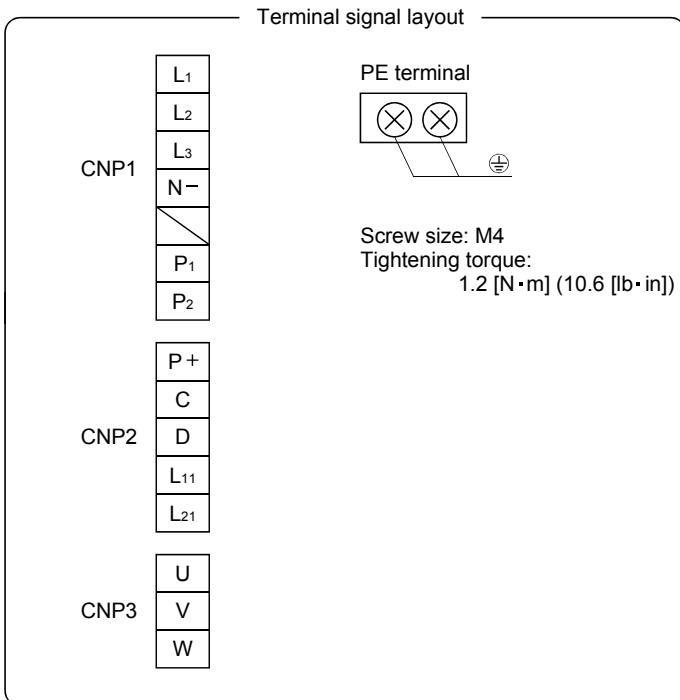 Terminal signal layout
CNP1
L1
L2
L3
N−
P1
P2
CNP2
P+
C
D
L11
L21
CNP3
U
V
W
PE terminal
Screw size: M4
Tightening torque:
1.2 [N·m] (10.6 [lb·in])